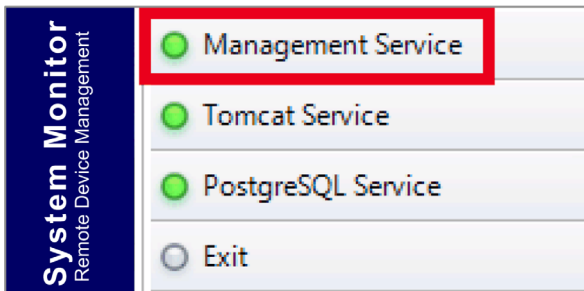 System Monitor
Remote Device Management
Management Service
Tomcat Service
PostgreSQL Service
Exit